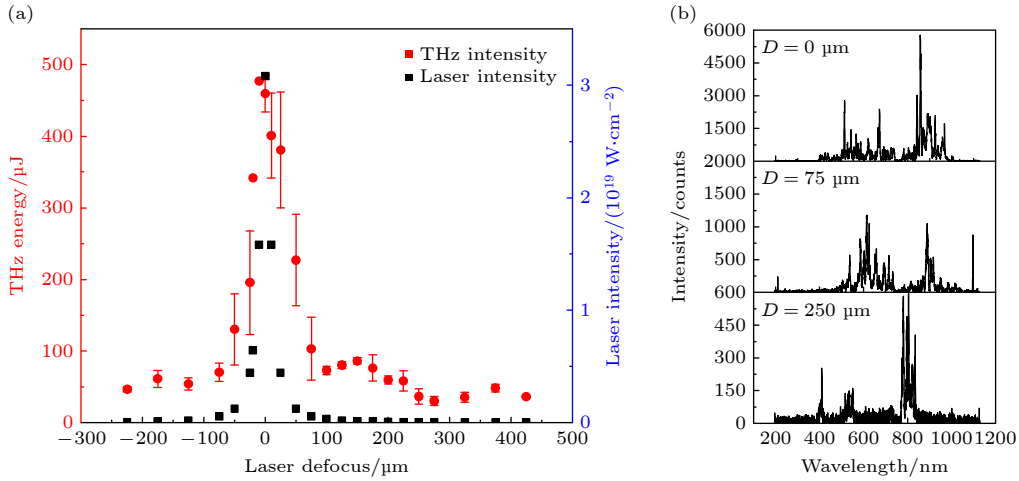 (a)
500
400
300
200
100
0
THz energy/μJ
THz intensity
Laser intensity
3
2
1
0
Laser intensity/(10¹⁹ W·cm⁻²)
−300 −200 −100 0 100 200 300 400 500
Laser defocus/μm
(b)
6000
D = 0 μm
4500
3000
1500
2000
D = 75 μm
1500
1000
500
600
D = 250 μm
450
300
150
0
Intensity/counts
200 400 600 800 1000 1200
Wavelength/nm